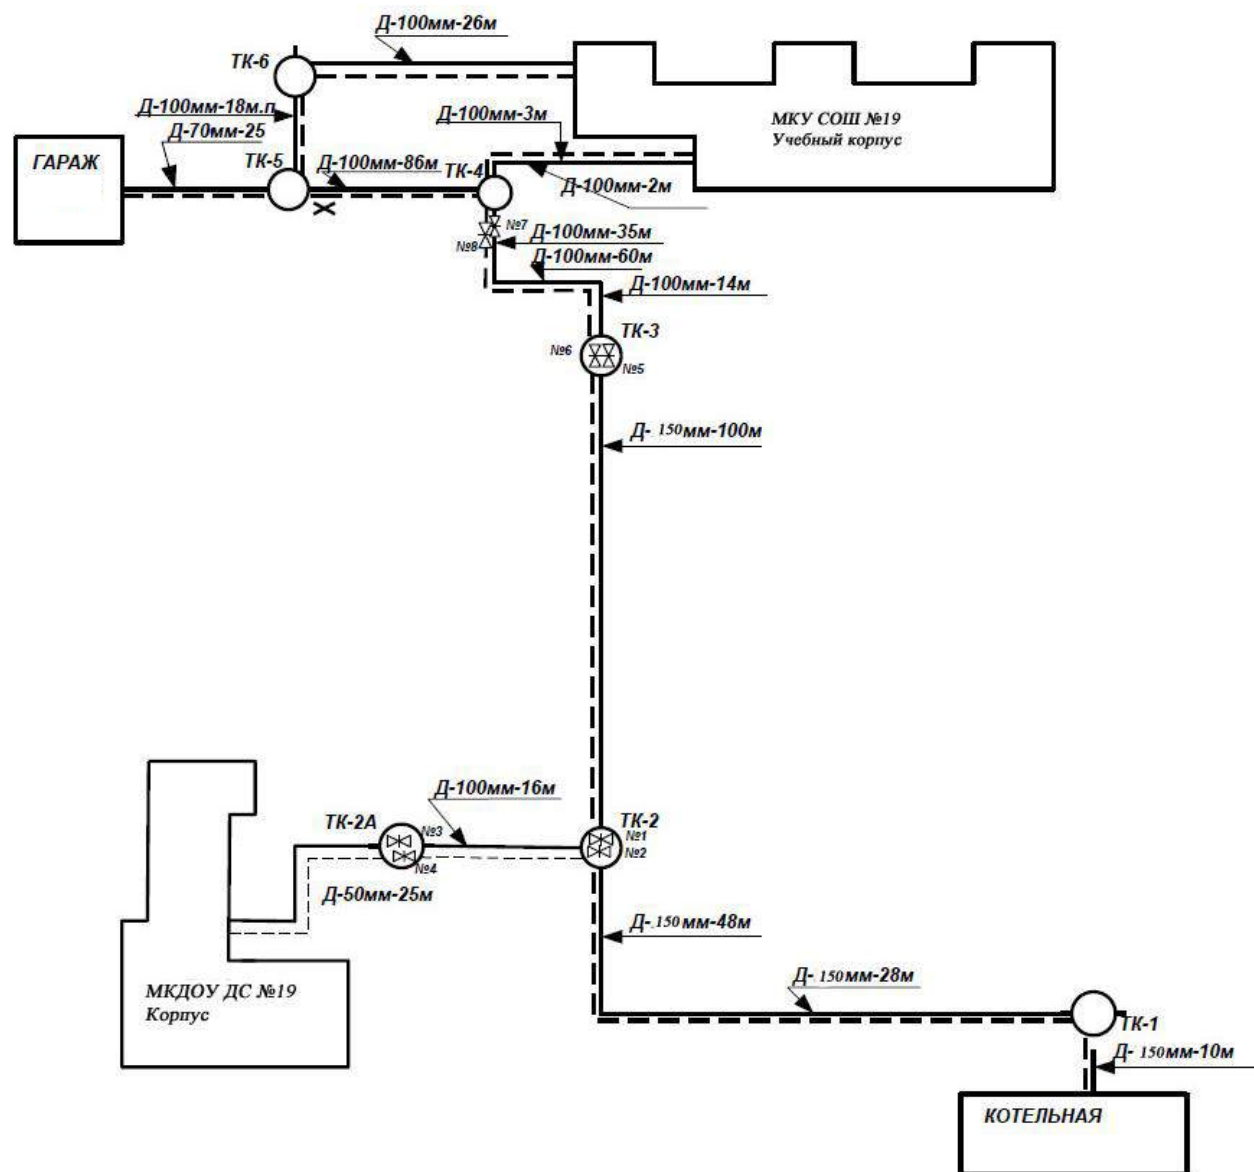 Д-100мм-26м
ТК-6
Д-100мм-18м.п
Д-100мм-3м
МКУ СОШ №19
Учебный корпус
Д-70мм-25
ГАРАЖ
ТК-5
Д-100мм-86м
ТК-4
Д-100мм-2м
№7
№8
Д-100мм-35м
Д-100мм-60м
Д-100мм-14м
ТК-3
№6
№5
Д- 150мм-100м
Д-100мм-16м
ТК-2А
№3
ТК-2
№1
№2
№4
Д-50мм-25м
Д-.150мм-48м
Д- 150мм-28м
МКДОУ ДС №19
Корпус
ТК-1
Д- 150мм-10м
КОТЕЛЬНАЯ